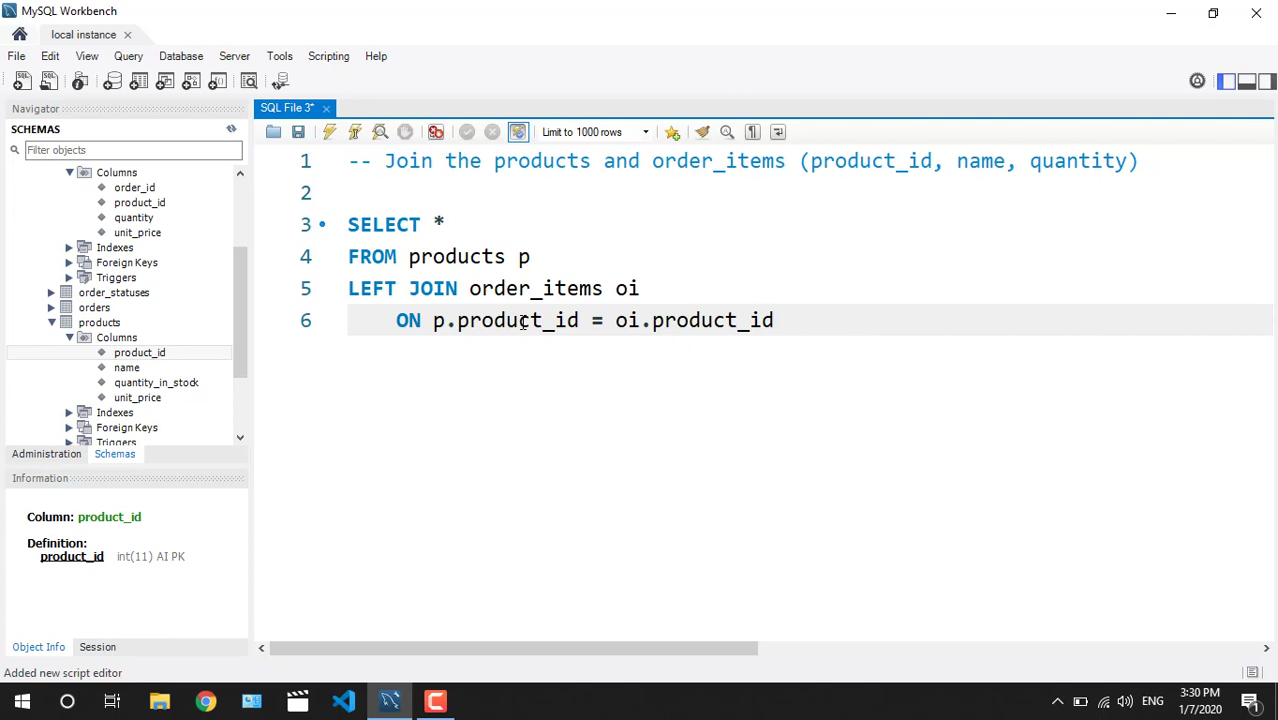 MySQL Workbench
local instance
File Edit View Query Database Server Tools Scripting Help
Navigator
SQL File 3*
SCHEMAS
Limit to 1000 rows
Filter objects
Columns
order_id
product_id
quantity
unit_price
Indexes
Foreign Keys
Triggers
order_statuses
orders
products
Columns
product_id
name
quantity_in_stock
unit_price
Indexes
Foreign Keys
Triggers
1 -- Join the products and order_items (product_id, name, quantity)
2
3 SELECT *
4 FROM products p
5 LEFT JOIN order_items oi
6 ON p.product_id = oi.product_id
Administration Schemas
Information
Column: product_id
Definition:
product_id int(11) AI PK
Object Info Session
Added new script editor
ENG
3:30 PM
1/7/2020
1